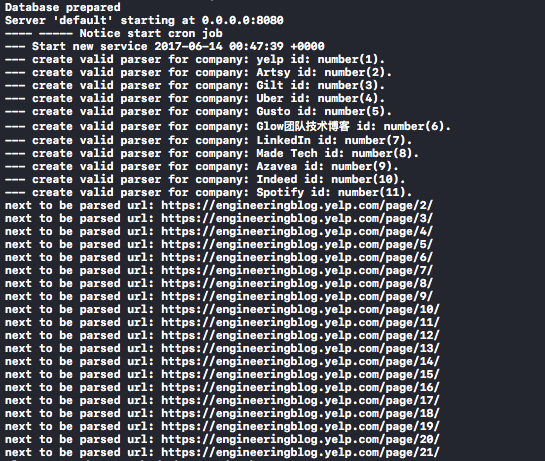 Database prepared
Server 'default' starting at 0.0.0.0:8080
---- ----- Notice start cron job
--- Start new service 2017-06-14 00:47:39 +0000
--- create valid parser for company: yelp id: number(1).
--- create valid parser for company: Artsy id: number(2).
--- create valid parser for company: Gilt id: number(3).
--- create valid parser for company: Uber id: number(4).
--- create valid parser for company: Gusto id: number(5).
--- create valid parser for company: Glow团队技术博客 id: number(6).
--- create valid parser for company: LinkedIn id: number(7).
--- create valid parser for company: Made Tech id: number(8).
--- create valid parser for company: Azavea id: number(9).
--- create valid parser for company: Indeed id: number(10).
--- create valid parser for company: Spotify id: number(11).
next to be parsed url: https://engineeringblog.yelp.com/page/2/
next to be parsed url: https://engineeringblog.yelp.com/page/3/
next to be parsed url: https://engineeringblog.yelp.com/page/4/
next to be parsed url: https://engineeringblog.yelp.com/page/5/
next to be parsed url: https://engineeringblog.yelp.com/page/6/
next to be parsed url: https://engineeringblog.yelp.com/page/7/
next to be parsed url: https://engineeringblog.yelp.com/page/8/
next to be parsed url: https://engineeringblog.yelp.com/page/9/
next to be parsed url: https://engineeringblog.yelp.com/page/10/
next to be parsed url: https://engineeringblog.yelp.com/page/11/
next to be parsed url: https://engineeringblog.yelp.com/page/12/
next to be parsed url: https://engineeringblog.yelp.com/page/13/
next to be parsed url: https://engineeringblog.yelp.com/page/14/
next to be parsed url: https://engineeringblog.yelp.com/page/15/
next to be parsed url: https://engineeringblog.yelp.com/page/16/
next to be parsed url: https://engineeringblog.yelp.com/page/17/
next to be parsed url: https://engineeringblog.yelp.com/page/18/
next to be parsed url: https://engineeringblog.yelp.com/page/19/
next to be parsed url: https://engineeringblog.yelp.com/page/20/
next to be parsed url: https://engineeringblog.yelp.com/page/21/